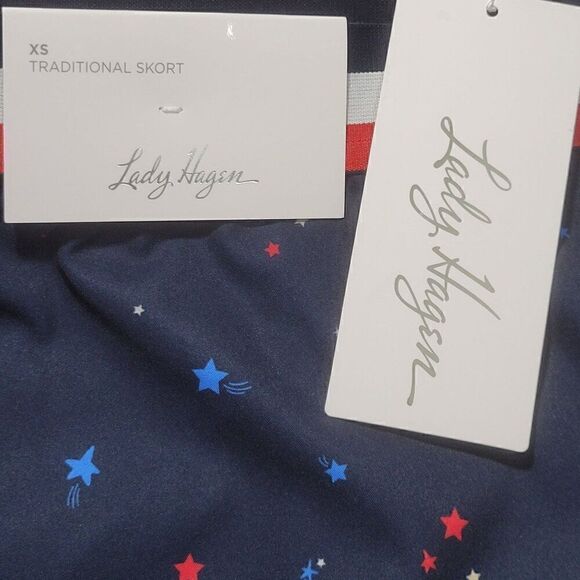 XS
TRADITIONAL SKORT
Lady Hagen
Lady Hagen